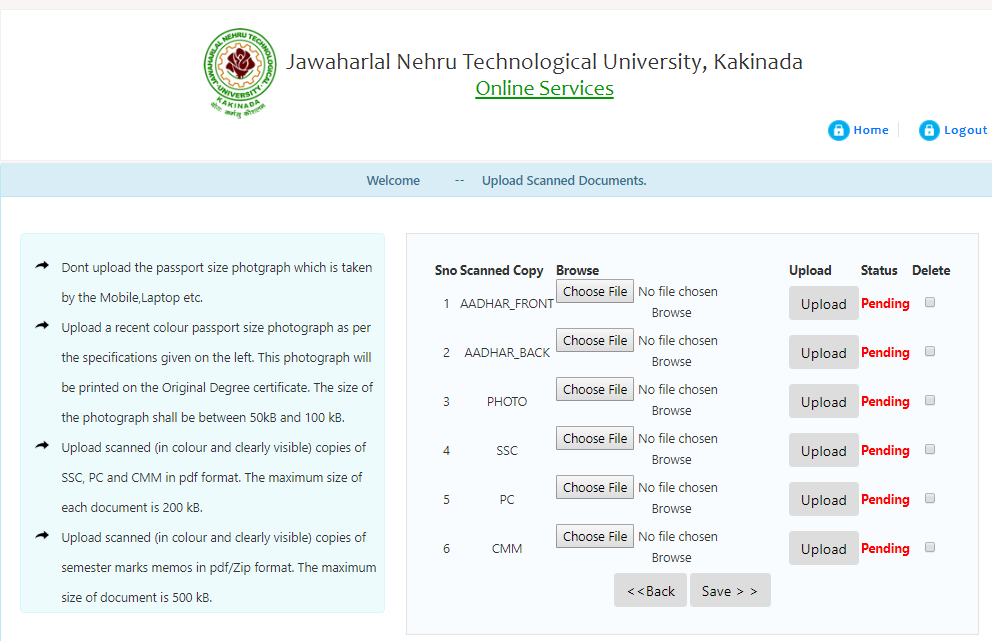 JAWAHARLAL NEHRU TECHNOLOGICAL UNIVERSITY
KAKINADA
Jawaharlal Nehru Technological University, Kakinada
Online Services
Home
Logout
Welcome -- Upload Scanned Documents.
Dont upload the passport size photgraph which is taken
by the Mobile,Laptop etc.
Upload a recent colour passport size photograph as per
the specifications given on the left. This photograph will
be printed on the Original Degree certificate. The size of
the photograph shall be between 50kB and 100 kB.
Upload scanned (in colour and clearly visible) copies of
SSC, PC and CMM in pdf format. The maximum size of
each document is 200 kB.
Upload scanned (in colour and clearly visible) copies of
semester marks memos in pdf/Zip format. The maximum
size of document is 500 kB.
Sno Scanned Copy Browse Upload Status Delete
1 AADHAR_FRONT Choose File No file chosen Upload Pending
Browse
2 AADHAR_BACK Choose File No file chosen Upload Pending
Browse
3 PHOTO Choose File No file chosen Upload Pending
Browse
4 SSC Choose File No file chosen Upload Pending
Browse
5 PC Choose File No file chosen Upload Pending
Browse
6 CMM Choose File No file chosen Upload Pending
Browse
<<Back Save > >